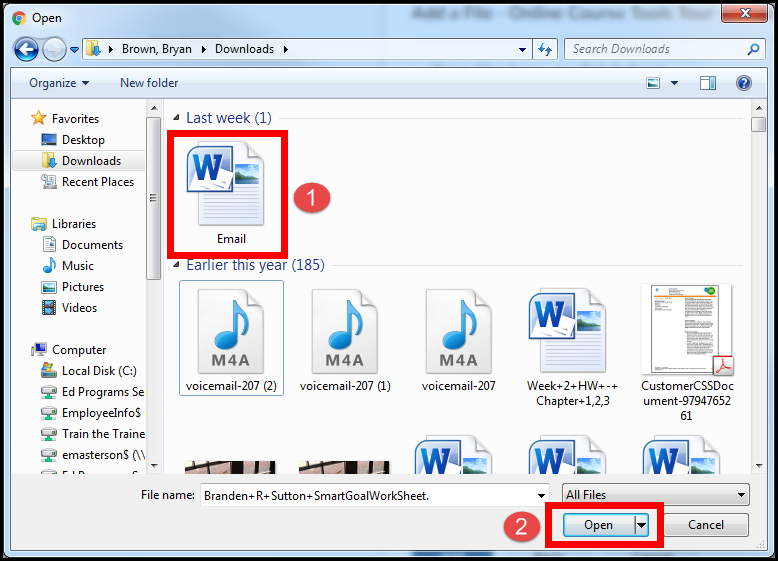 Open
Add a File - Online Course Tools Tour
Brown, Bryan
Downloads
Search Downloads
Organize
New folder
Favorites
Desktop
Downloads
Recent Places
Libraries
Documents
Music
Pictures
Videos
Computer
Local Disk (C:)
Ed Programs Se
EmployeeInfo$
Train the Traine
emasterson$ (\\
Last week (1)
W
Email
1
Earlier this year (185)
M4A
voicemail-207 (2)
M4A
voicemail-207 (1)
M4A
voicemail-207
W
Week+2+HW+-+
Chapter+1,2,3
CustomerCSSDoc
ument-97947652
61
W
W
W
File name:
Branden+R+Sutton+SmartGoalWorkSheet.
All Files
2
Open
Cancel